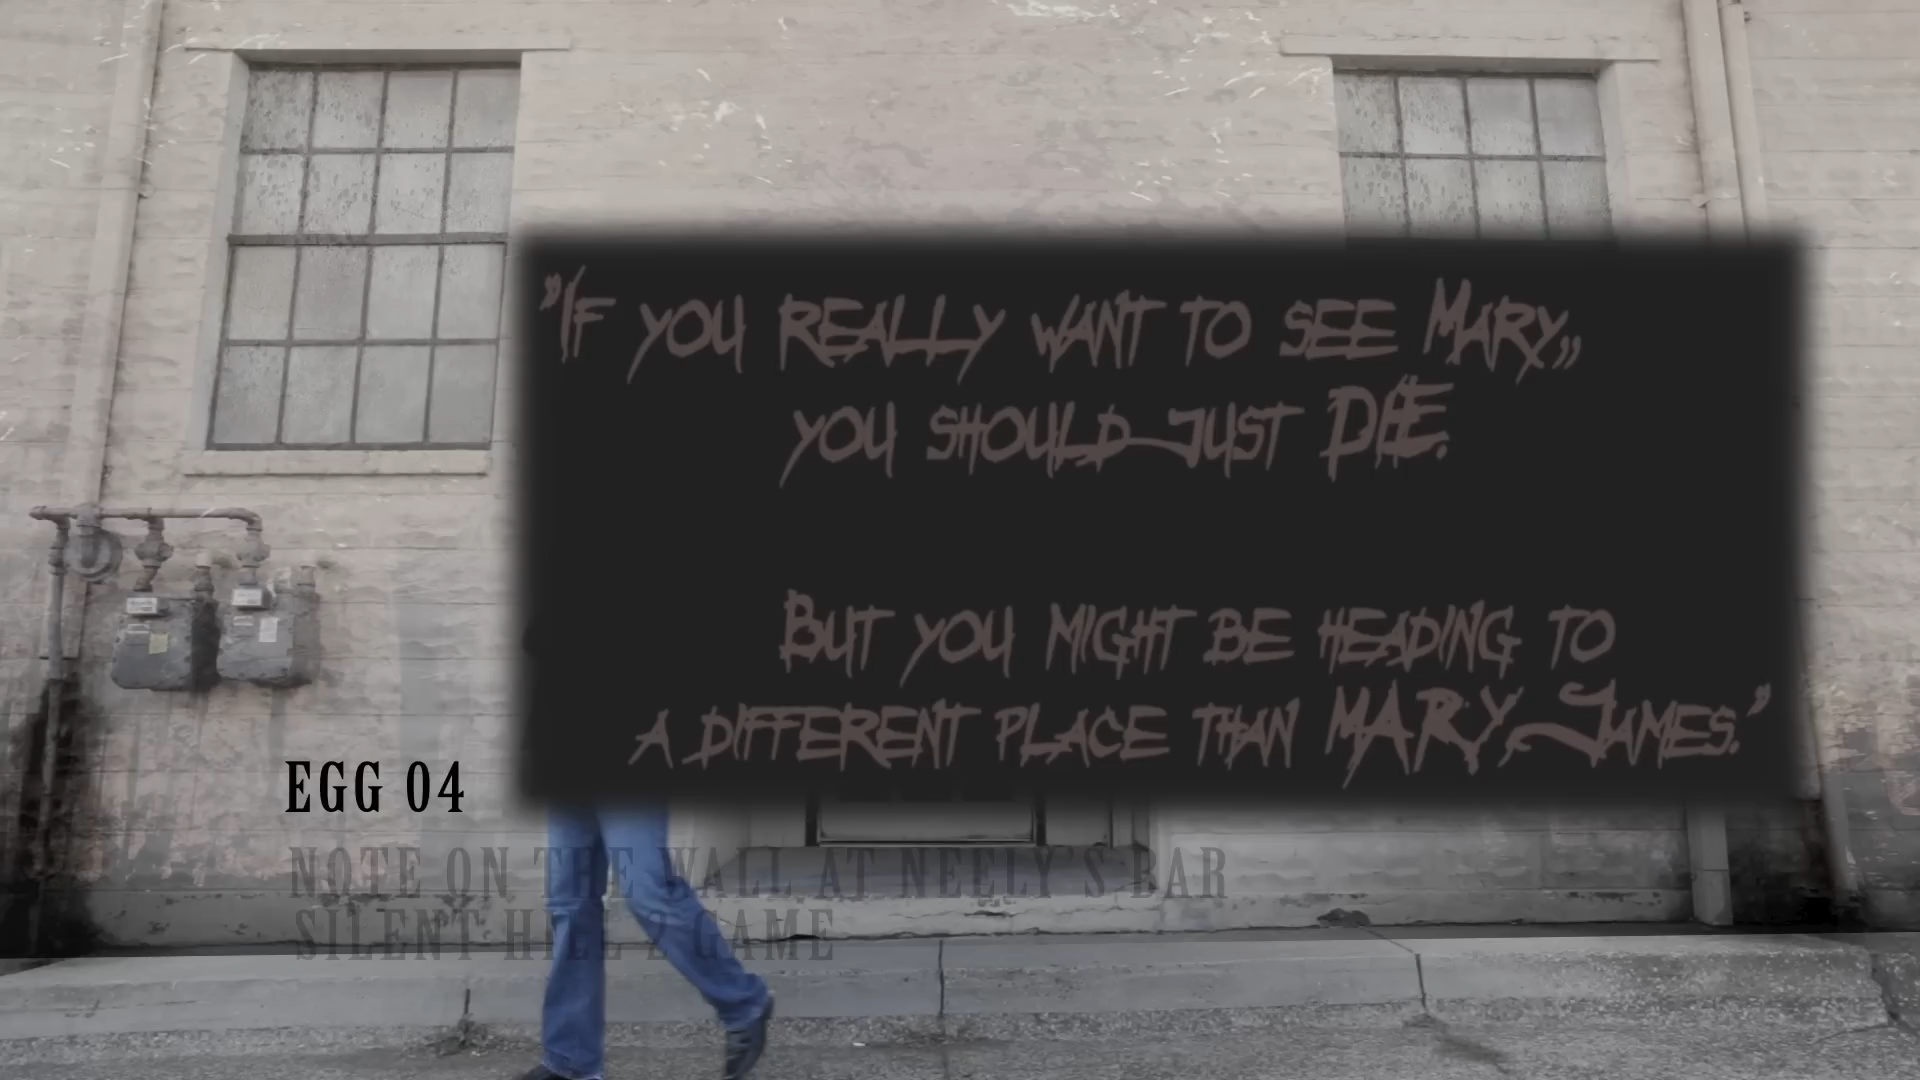 "If you really want to see Mary,,
you should just DIE.
But you might be heading to
a different place than MARY, James."
EGG 04
NOTE ON THE WALL AT NEELY'S BAR
SILENT HILL 2 GAME